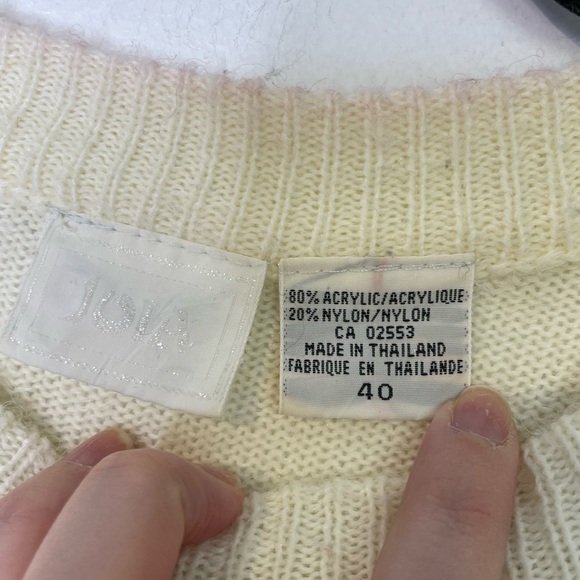 80% ACRYLIC/ACRYLIQUE
20% NYLON/NYLON
CA 02553
MADE IN THAILAND
FABRIQUE EN THAILANDE
40